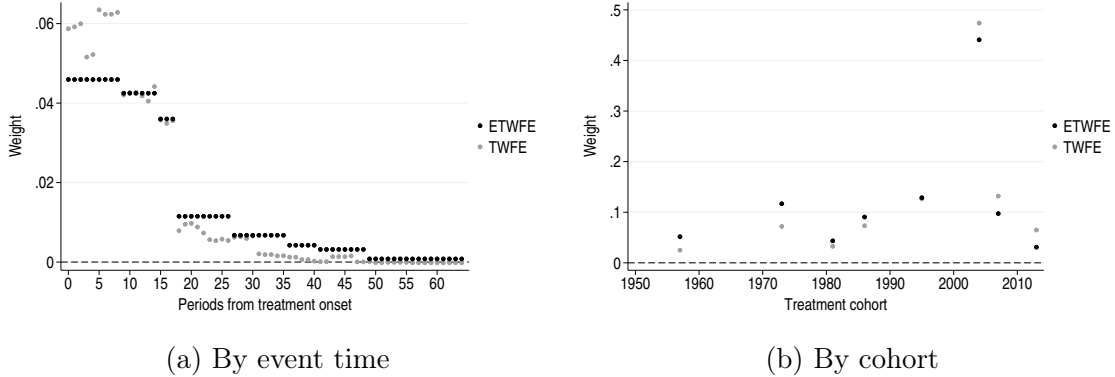 .06
.04
.02
0
Weight
0 5 10 15 20 25 30 35 40 45 50 55 60
Periods from treatment onset
ETWFE
TWFE
(a) By event time
.5
.4
.3
.2
.1
0
Weight
1950 1960 1970 1980 1990 2000 2010
Treatment cohort
ETWFE
TWFE
(b) By cohort